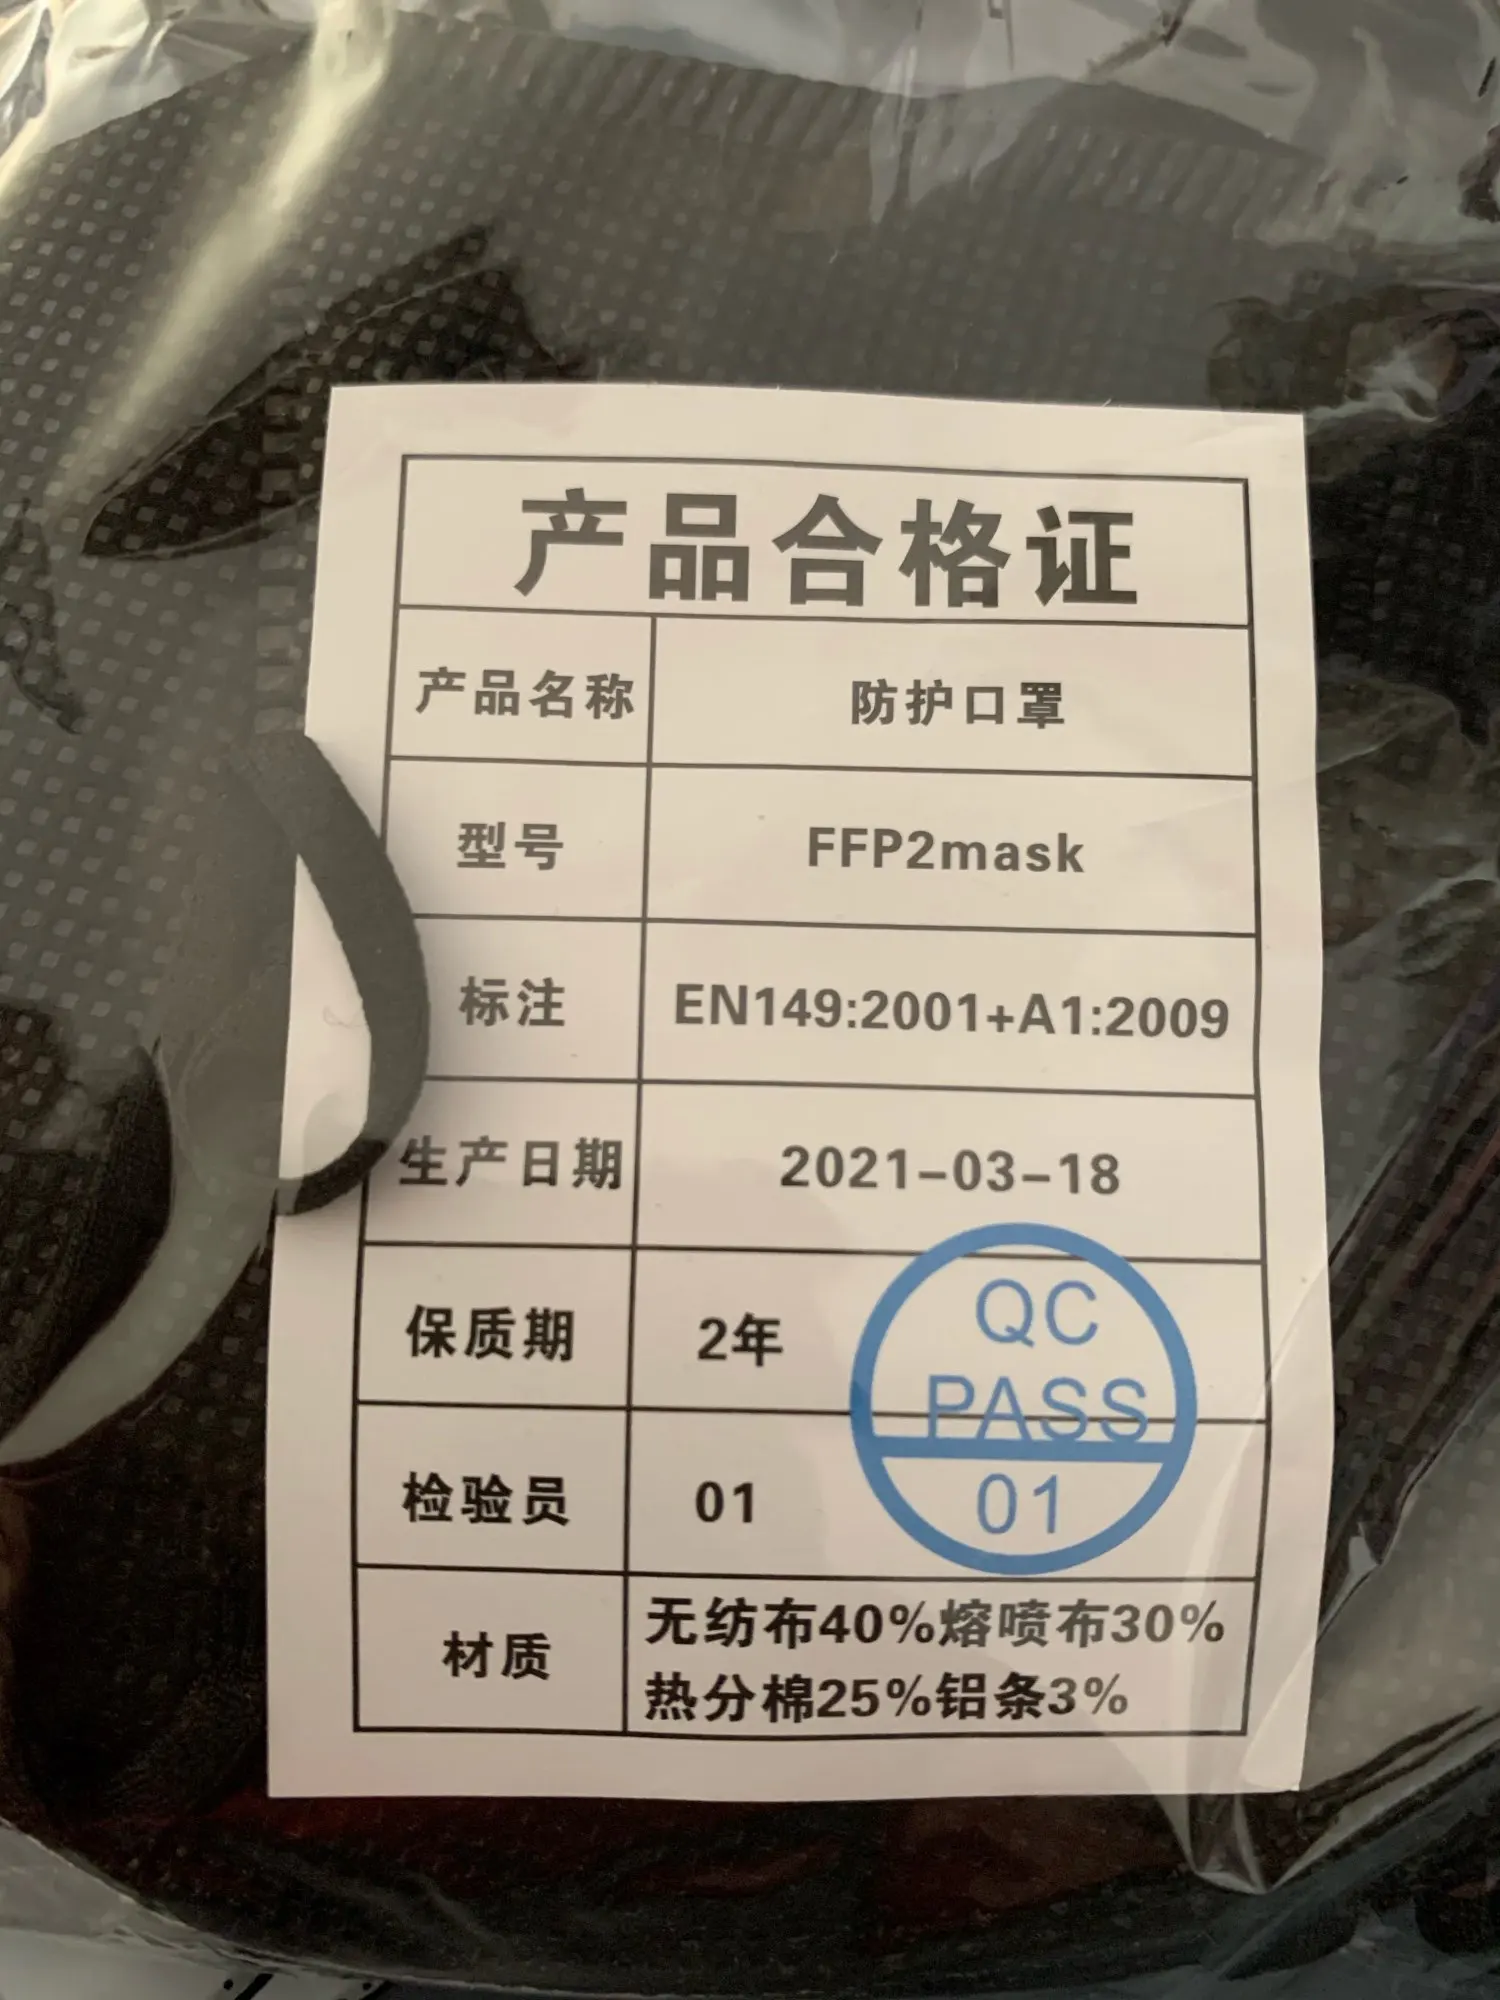 产品合格证
产品名称 防护口罩
型号 FFP2mask
标注 EN149:2001+A1:2009
生产日期 2021-03-18
保质期 2年
检验员 01
QC
PASS
01
材质 无纺布40%熔喷布30%
热分棉25%铝条3%